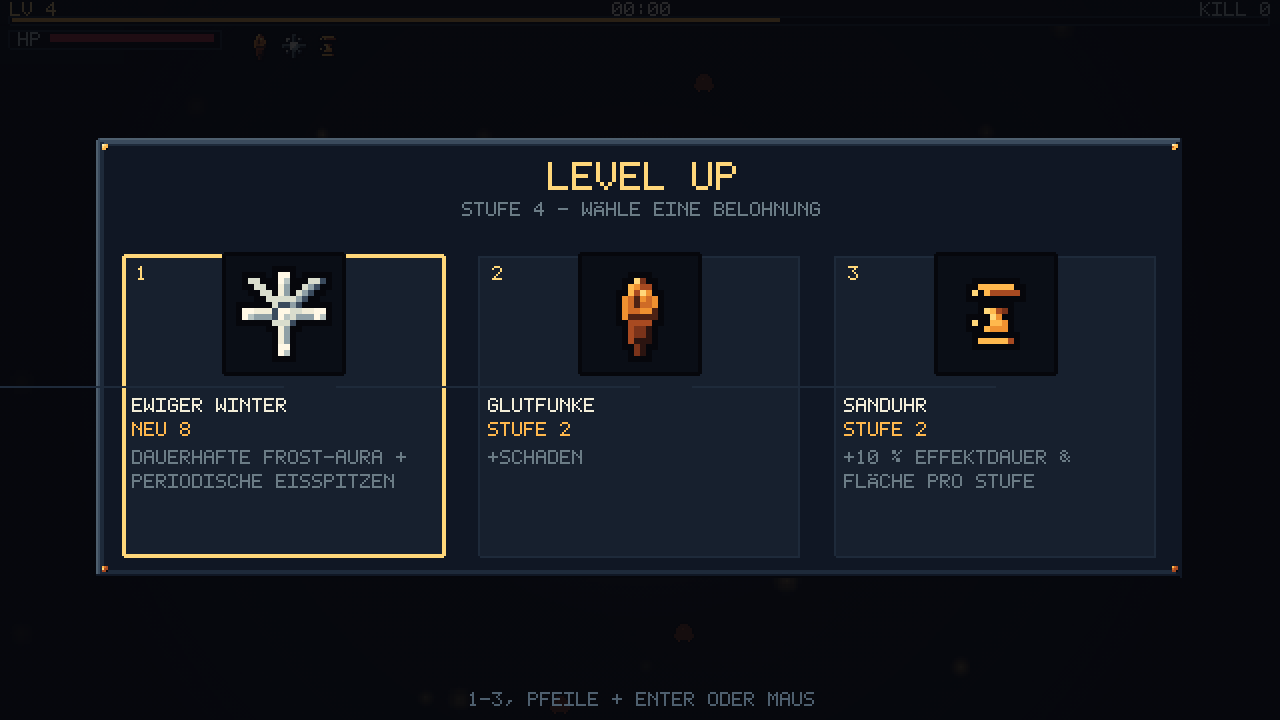 LV 4
00:00
KILL 0
HP
LEVEL UP
STUFE 4 – WÄHLE EINE BELOHNUNG
1
EWIGER WINTER
NEU 8
DAUERHAFTE FROST-AURA +
PERIODISCHE EISSPITZEN
2
GLUTFUNKE
STUFE 2
+SCHADEN
3
SANDUHR
STUFE 2
+10 % EFFEKTDAUER &
FLÄCHE PRO STUFE
1-3, PFEILE + ENTER ODER MAUS